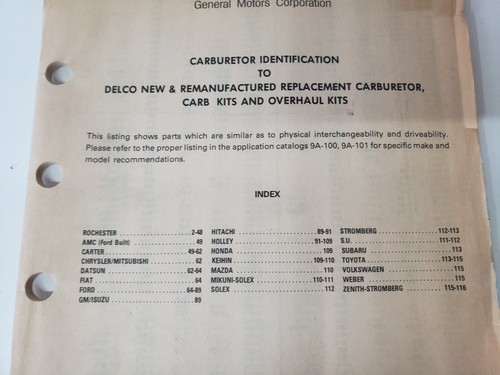 General Motors Corporation
CARBURETOR IDENTIFICATION
TO
DELCO NEW & REMANUFACTURED REPLACEMENT CARBURETOR,
CARB KITS AND OVERHAUL KITS
This listing shows parts which are similar as to physical interchangeability and driveability.
Please refer to the proper listing in the application catalogs 9A-100, 9A-101 for specific make and
model recommendations.
INDEX
ROCHESTER 2-48
AMC (Ford Built) 49
CARTER 49-62
CHRYSLER/MITSUBISHI 62
DATSUN 62-64
FIAT 64
FORD 64-89
GM/ISUZU 89
HITACHI 89-91
HOLLEY 91-109
HONDA 109
KEIHIN 109-110
MAZDA 110
MIKUNI-SOLEX 110-111
SOLEX 112
STROMBERG 112-113
S.U. 111-112
SUBARU 113
TOYOTA 113-115
VOLKSWAGEN 115
WEBER 115
ZENITH-STROMBERG 115-116